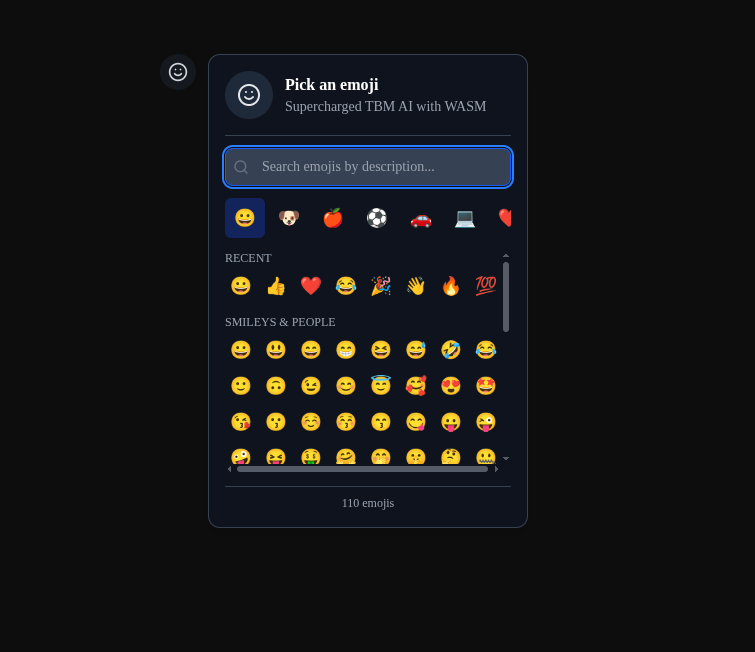 Pick an emoji
Supercharged TBM AI with WASM
Search emojis by description...
RECENT
SMILEYS & PEOPLE
110 emojis